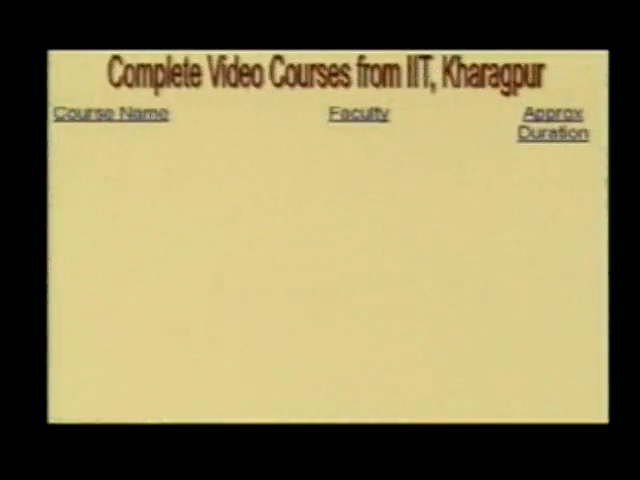 Complete Video Courses from IIT, Kharagpur
Course Name Faculty Approx
Duration